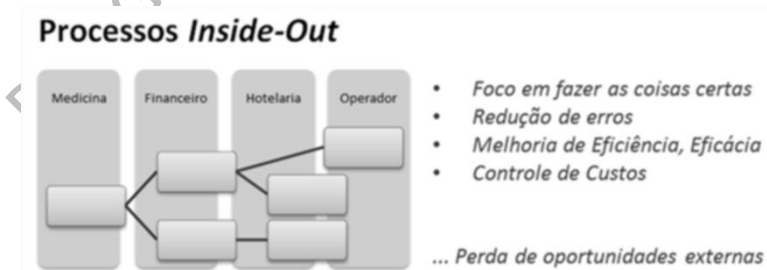 Processos Inside-Out
Medicina Financeiro Hotelaria Operador
• Foco em fazer as coisas certas
• Redução de erros
• Melhoria de Eficiência, Eficácia
• Controle de Custos
... Perda de oportunidades externas